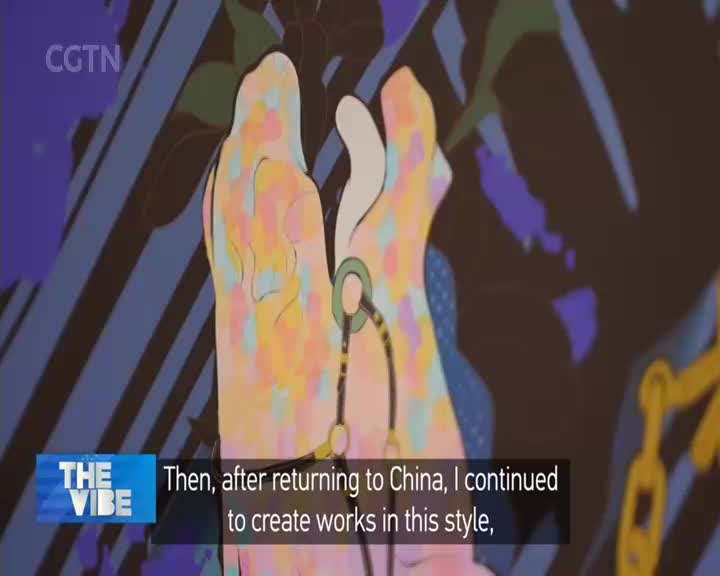 CGTN
THE
VIBE
Then, after returning to China, I continued
to create works in this style,